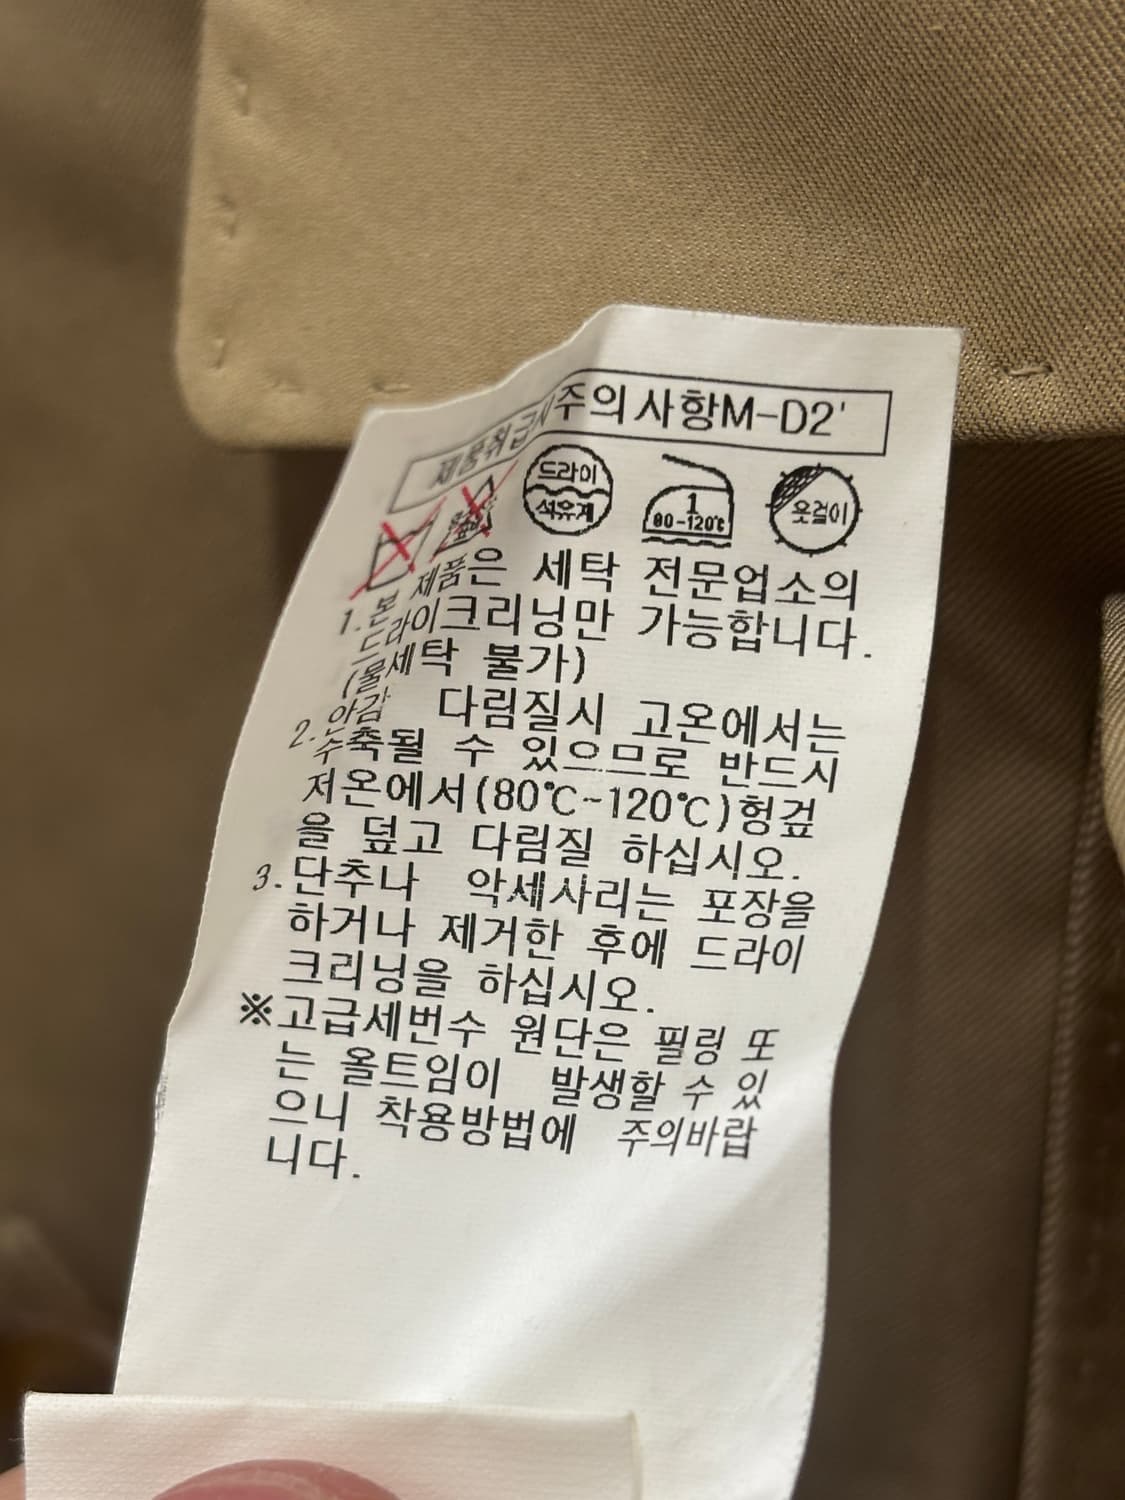 제품취급시주의사항M-D2'
드라이
석유계
1
80-120℃
옷걸이
1.본 제품은 세탁 전문업소의
드라이크리닝만 가능합니다.
(물세탁 불가)
2.안감 다림질시 고온에서는
수축될 수 있으므로 반드시
저온에서(80℃~120℃)헝겊
을 덮고 다림질 하십시오.
3.단추나 악세사리는 포장을
하거나 제거한 후에 드라이
크리닝을 하십시오.
※고급세번수 원단은 필링 또
는 올트임이 발생할 수 있
으니 착용방법에 주의바랍
니다.